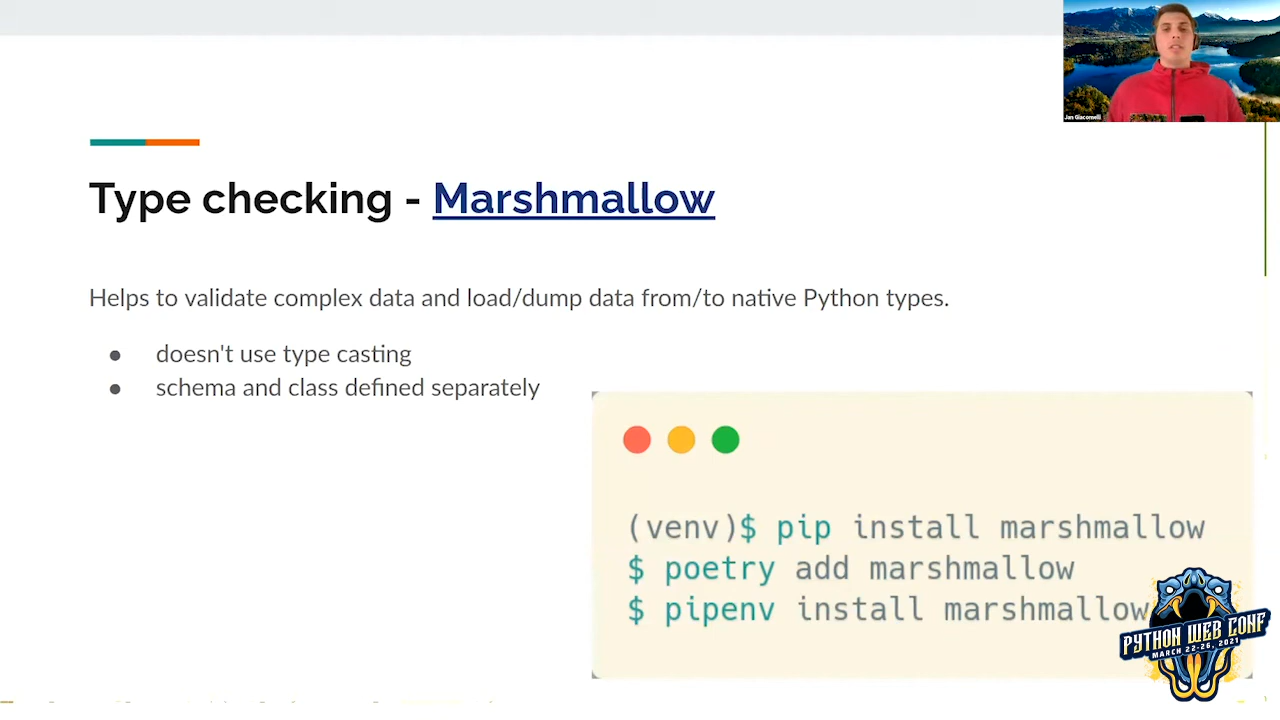 Jan Giacomelli
Type checking - Marshmallow
Helps to validate complex data and load/dump data from/to native Python types.
● doesn't use type casting
● schema and class defined separately
(venv)$ pip install marshmallow
$ poetry add marshmallow
$ pipenv install marshmallow
PYTHON WEB CONF
MARCH 22-26, 2021